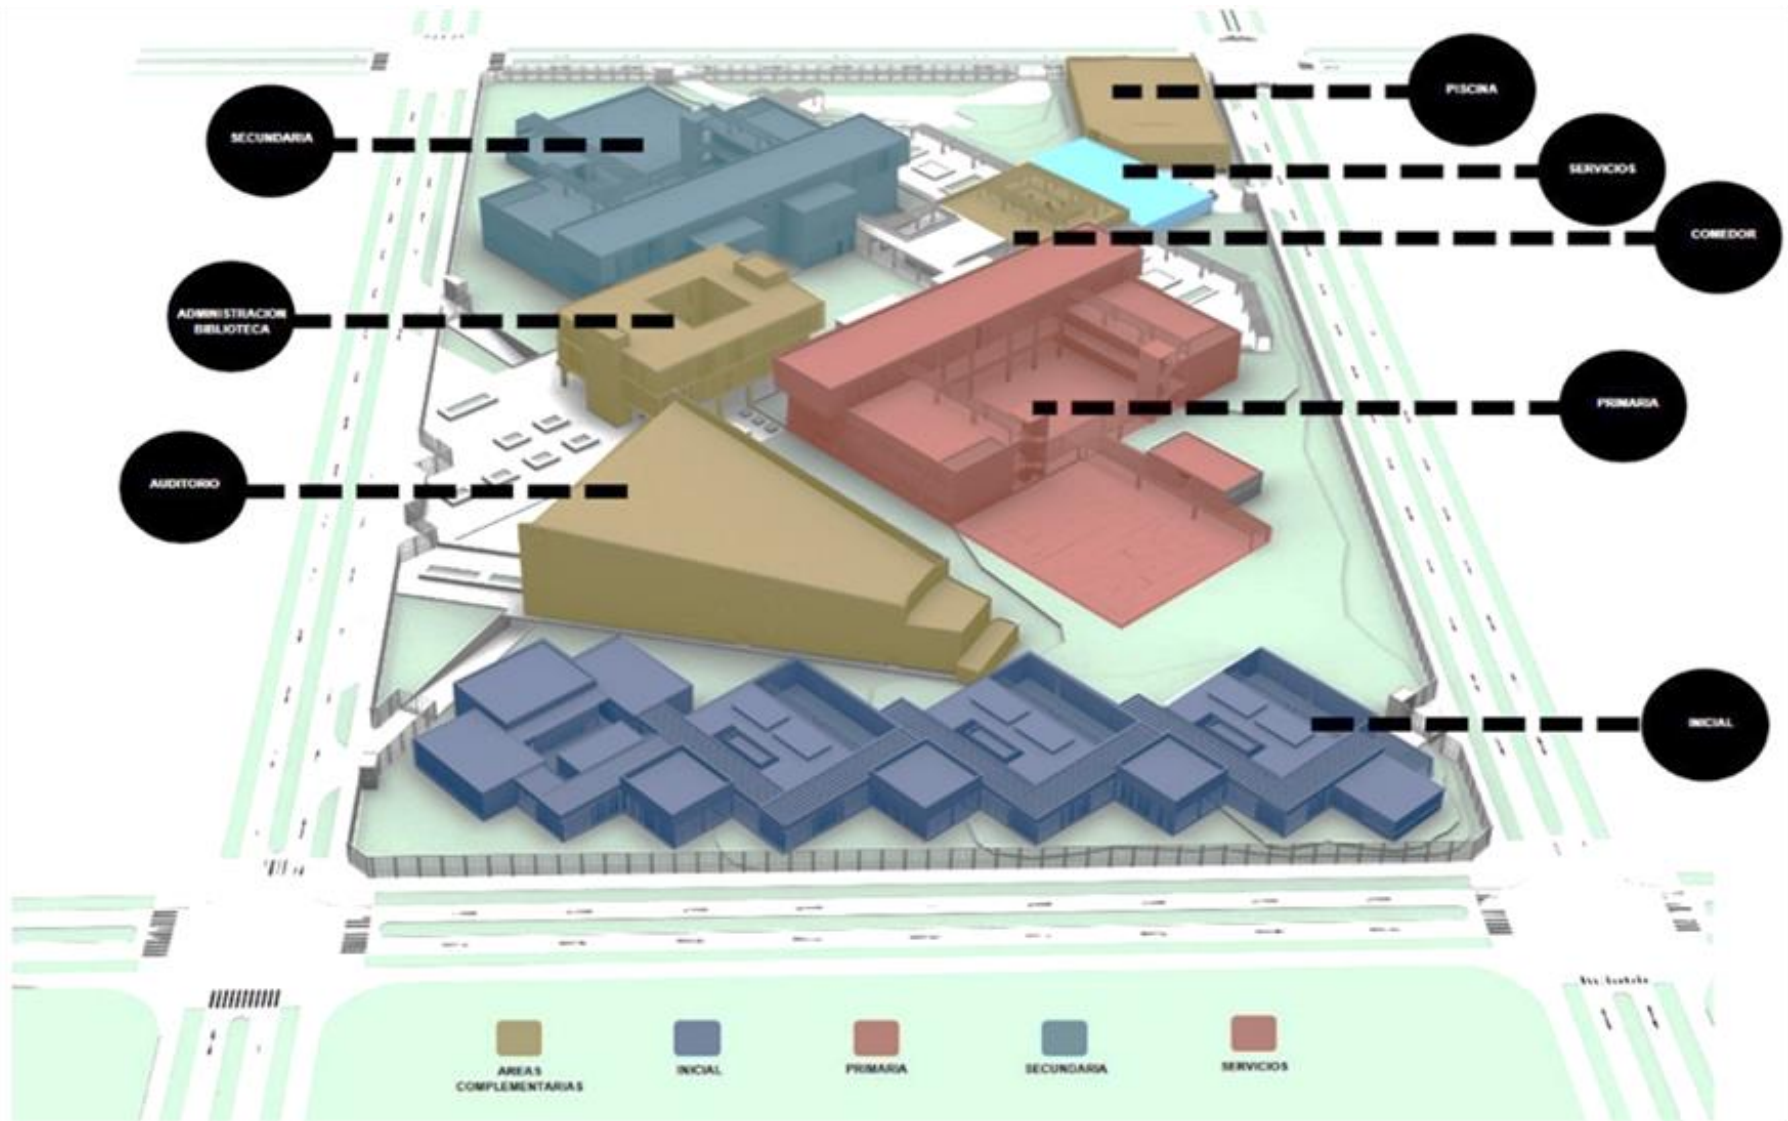 PISCINA
SECUNDARIA
SERVICIOS
COMEDOR
ADMINISTRACION
BIBLIOTECA
PRIMARIA
AUDITORIO
INICIAL
AREAS
COMPLEMENTARIAS
INICIAL
PRIMARIA
SECUNDARIA
SERVICIOS